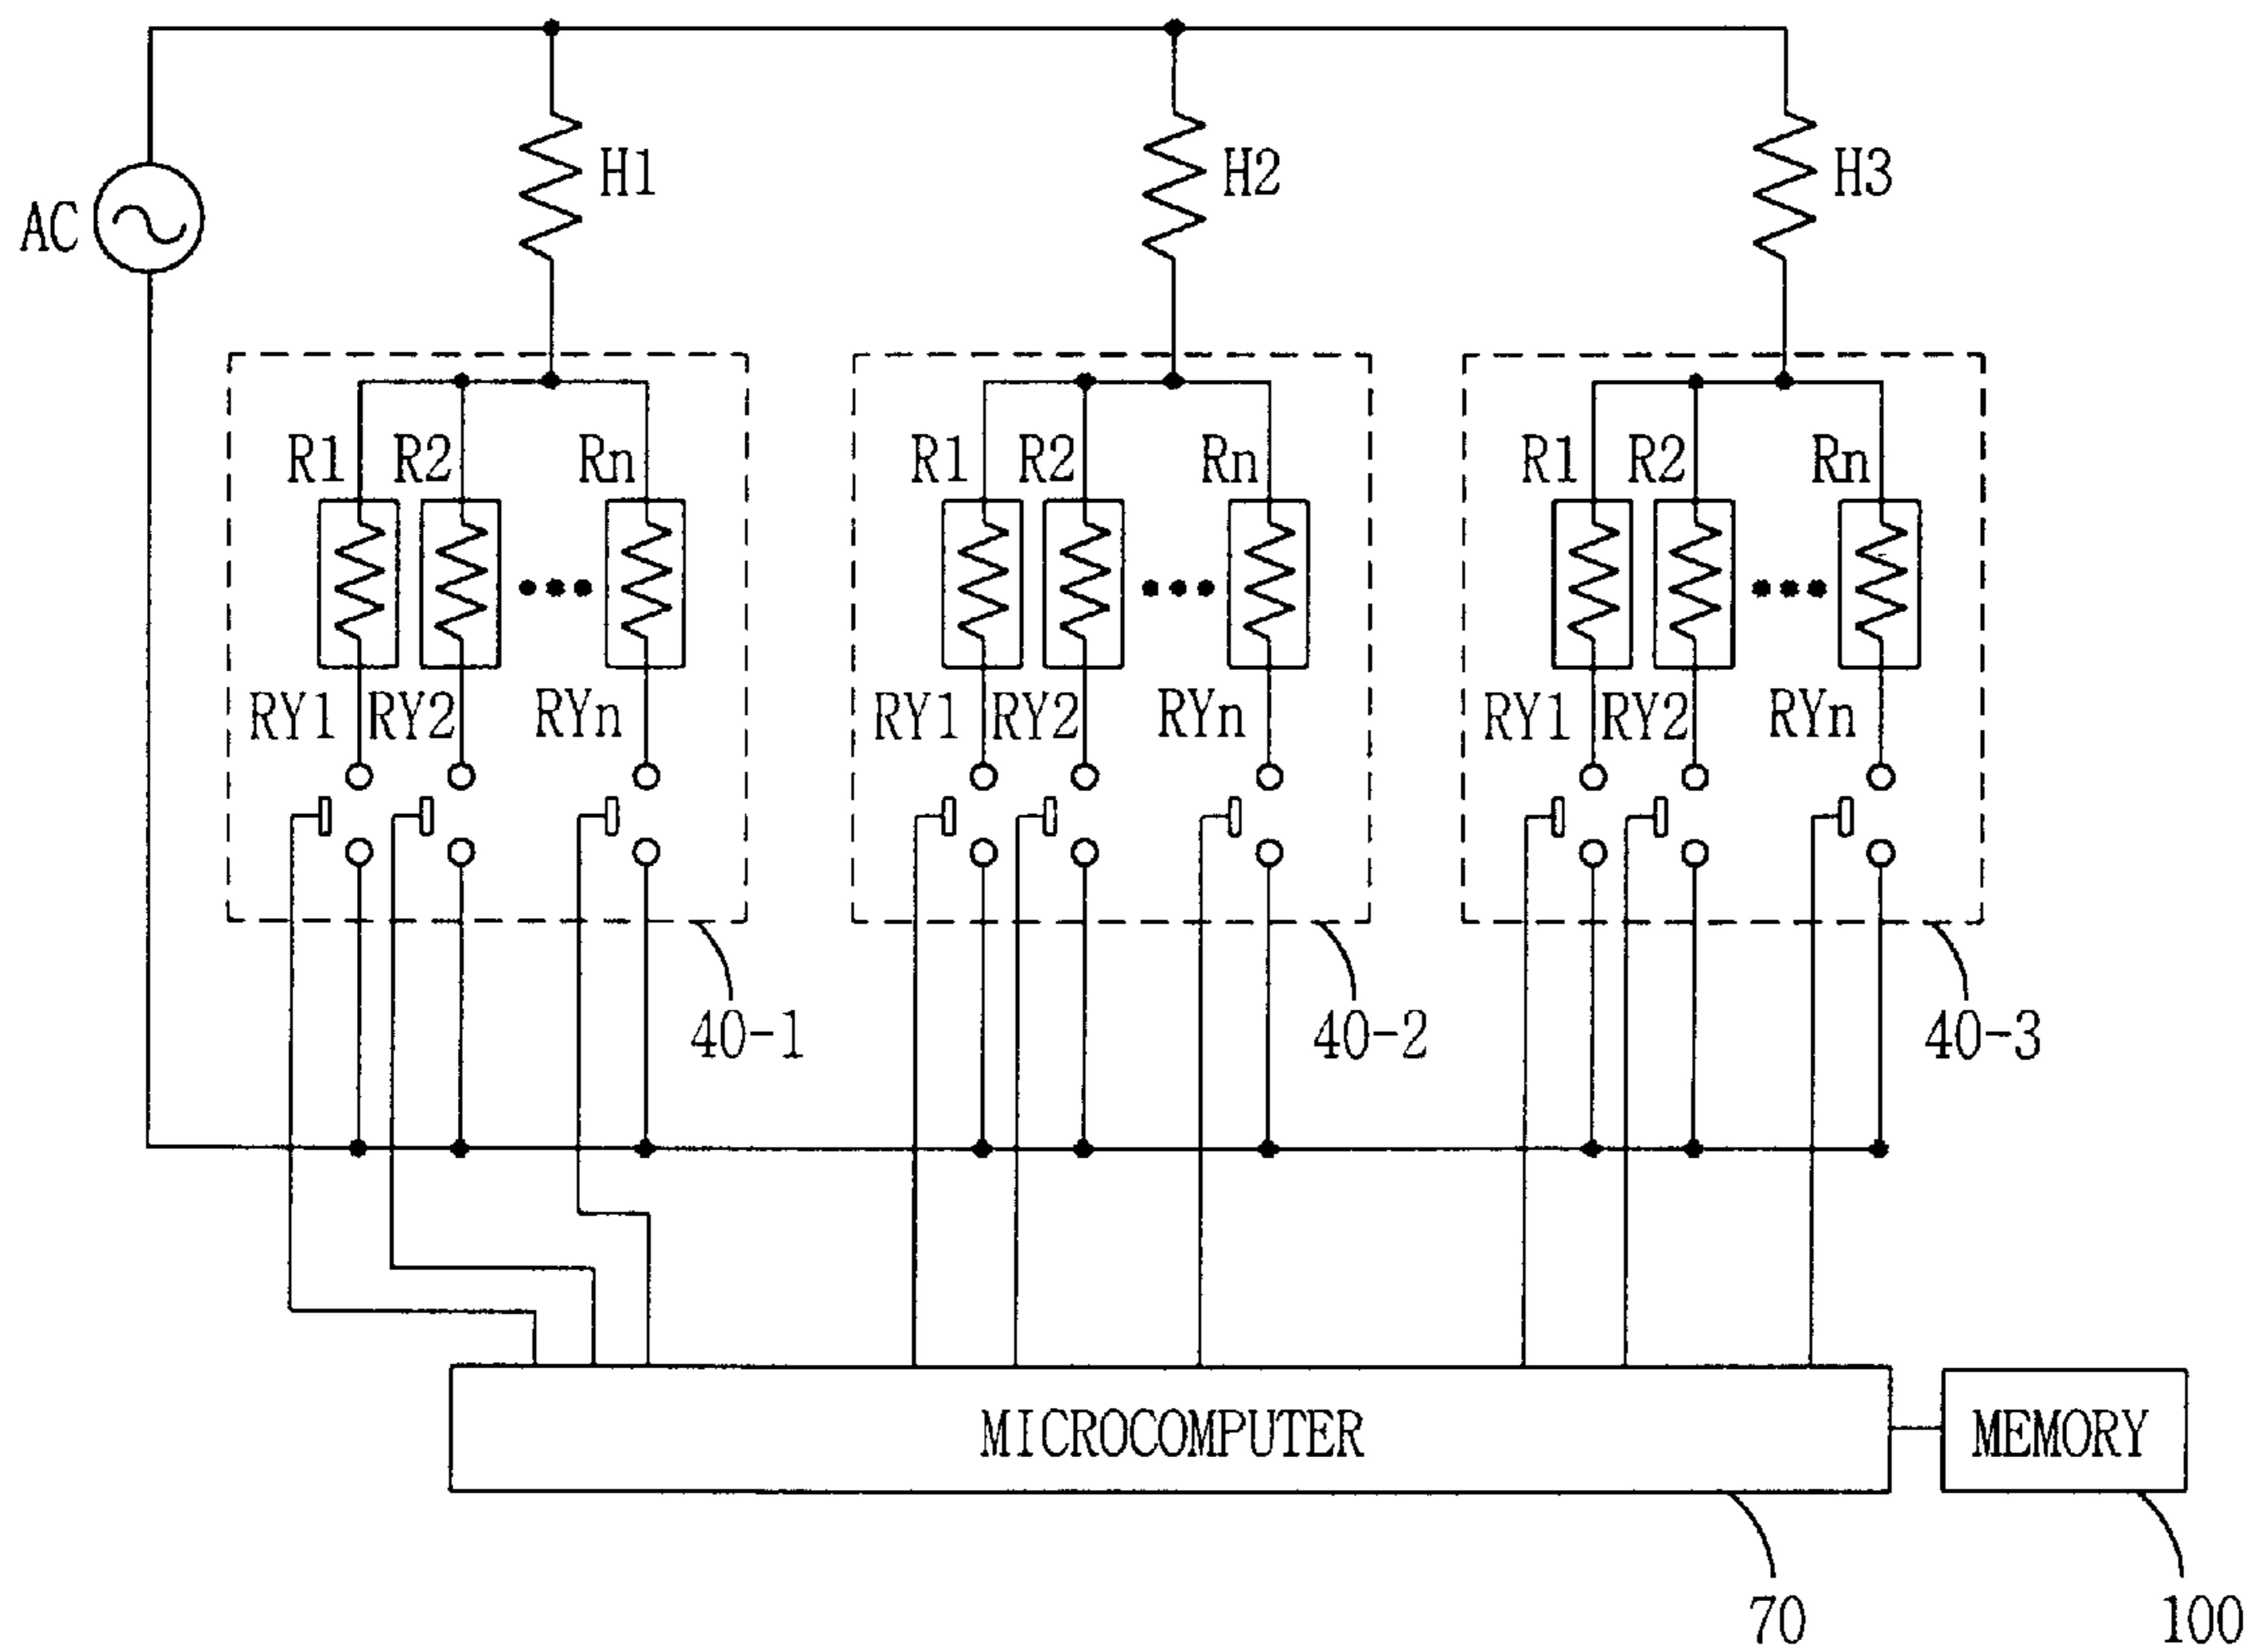 AC
H1
H2
H3
R1 R2 Rn
R1 R2 Rn
R1 R2 Rn
RY1 RY2 RYn
RY1 RY2 RYn
RY1 RY2 RYn
40-1
40-2
40-3
MICROCOMPUTER
MEMORY
70
100